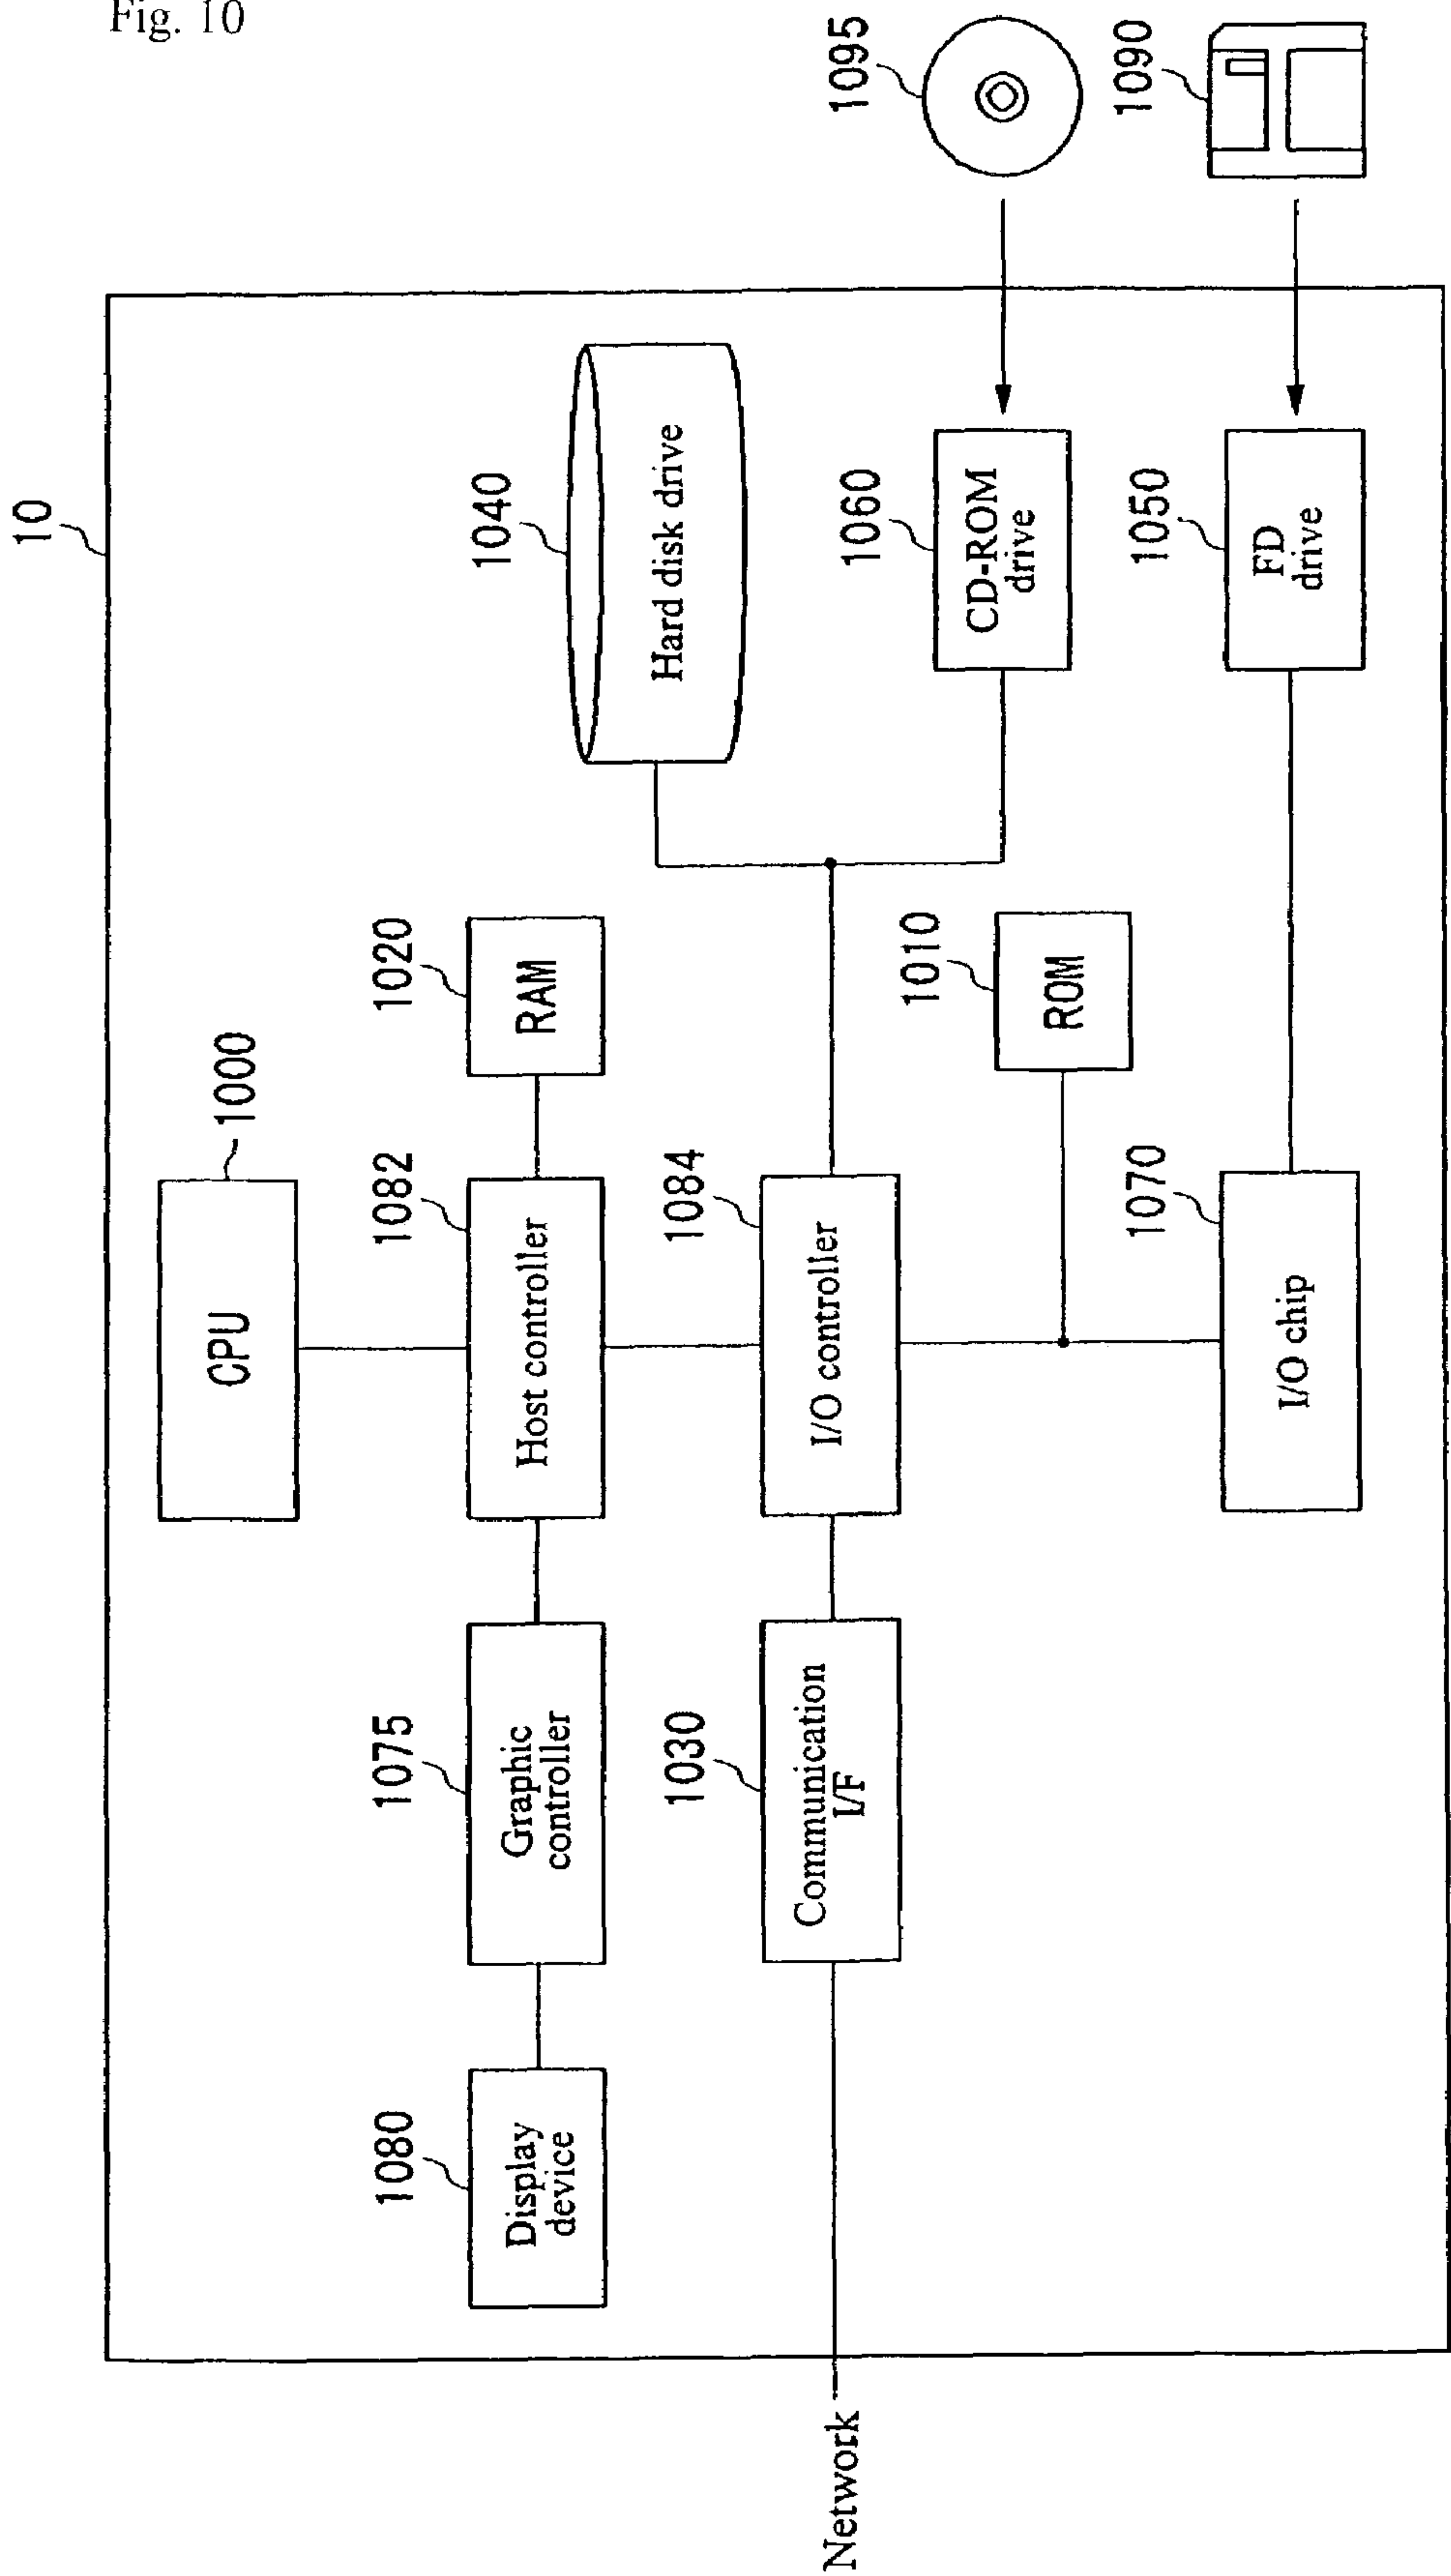 Fig. 10
10
CPU
1000
1080
Display
device
1075
Graphic
controller
1082
Host controller
1020
RAM
1040
Hard disk drive
Network
1030
Communication
I/F
1084
I/O controller
1010
ROM
1060
CD-ROM
drive
1095
1070
I/O chip
1050
FD
drive
1090